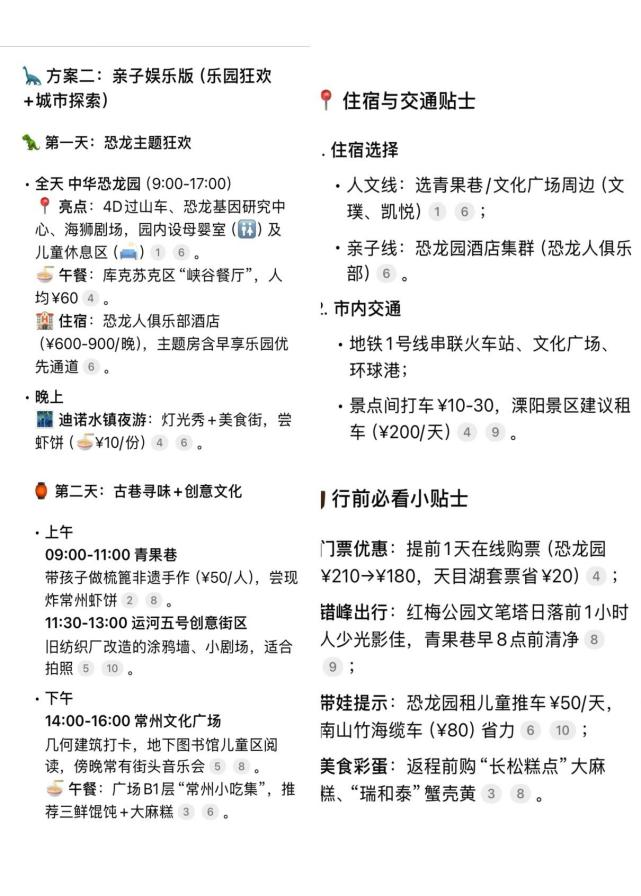 🦕 方案二：亲子娱乐版（乐园狂欢
+城市探索）
🦖 第一天：恐龙主题狂欢
• 全天 中华恐龙园（9:00-17:00）
📍 亮点：4D过山车、恐龙基因研究中
心、海狮剧场，园内设母婴室（🚻）及
儿童休息区（🛋️） 1 6 。
🍜 午餐：库克苏克区“峡谷餐厅”，人
均¥60 4 。
🏨 住宿：恐龙人俱乐部酒店
（¥600-900/晚），主题房含早享乐园优
先通道 6 。
• 晚上
🌃 迪诺水镇夜游：灯光秀+美食街，尝
虾饼（🍜¥10/份） 4 6 。
🏮 第二天：古巷寻味+创意文化
• 上午
09:00-11:00 青果巷
带孩子做梳篦非遗手作（¥50/人），尝现
炸常州虾饼 2 8 。
11:30-13:00 运河五号创意街区
旧纺织厂改造的涂鸦墙、小剧场，适合
拍照 5 10 。
• 下午
14:00-16:00 常州文化广场
几何建筑打卡，地下图书馆儿童区阅
读，傍晚常有街头音乐会 5 8 。
🍜 午餐：广场B1层“常州小吃集”，推
荐三鲜馄饨+大麻糕 3 6 。
📍 住宿与交通贴士
. 住宿选择
• 人文线：选青果巷/文化广场周边（文
璞、凯悦） 1 6 ；
• 亲子线：恐龙园酒店集群（恐龙人俱乐
部） 6 。
2. 市内交通
• 地铁1号线串联火车站、文化广场、
环球港；
• 景点间打车¥10-30，溧阳景区建议租
车（¥200/天） 4 9 。
行前必看小贴士
门票优惠：提前1天在线购票（恐龙园
¥210→¥180，天目湖套票省¥20） 4 ；
错峰出行：红梅公园文笔塔日落前1小时
人少光影佳，青果巷早8点前清净 8
9 ；
带娃提示：恐龙园租儿童推车¥50/天，
南山竹海缆车（¥80）省力 6 10 ；
美食彩蛋：返程前购“长松糕点”大麻
糕、“瑞和泰”蟹壳黄 3 8 。